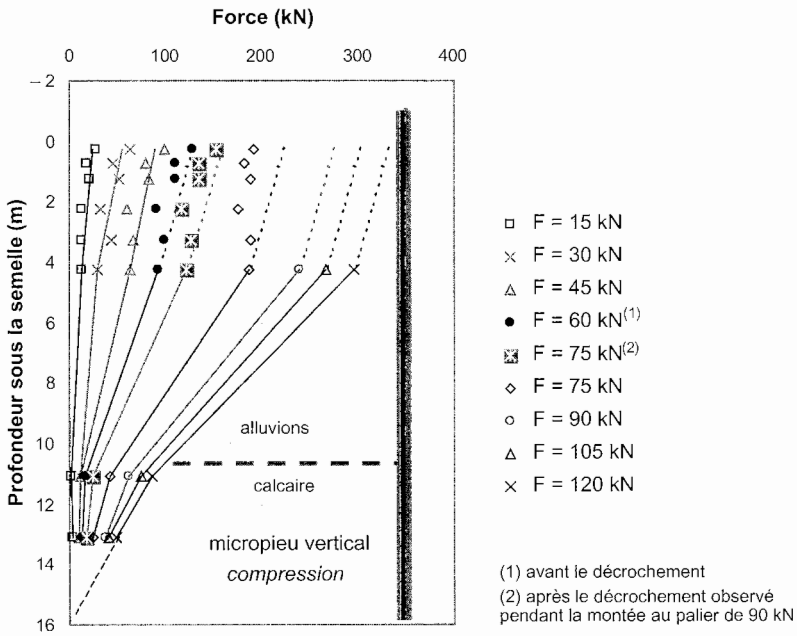 Force (kN)
0 100 200 300 400
Profondeur sous la semelle (m)
– 2
0
2
4
6
8
10
12
14
16
alluvions
calcaire
micropieu vertical
compression
F = 15 kN
F = 30 kN
F = 45 kN
F = 60 kN(1)
F = 75 kN(2)
F = 75 kN
F = 90 kN
F = 105 kN
F = 120 kN
(1) avant le décrochement
(2) après le décrochement observé
pendant la montée au palier de 90 kN